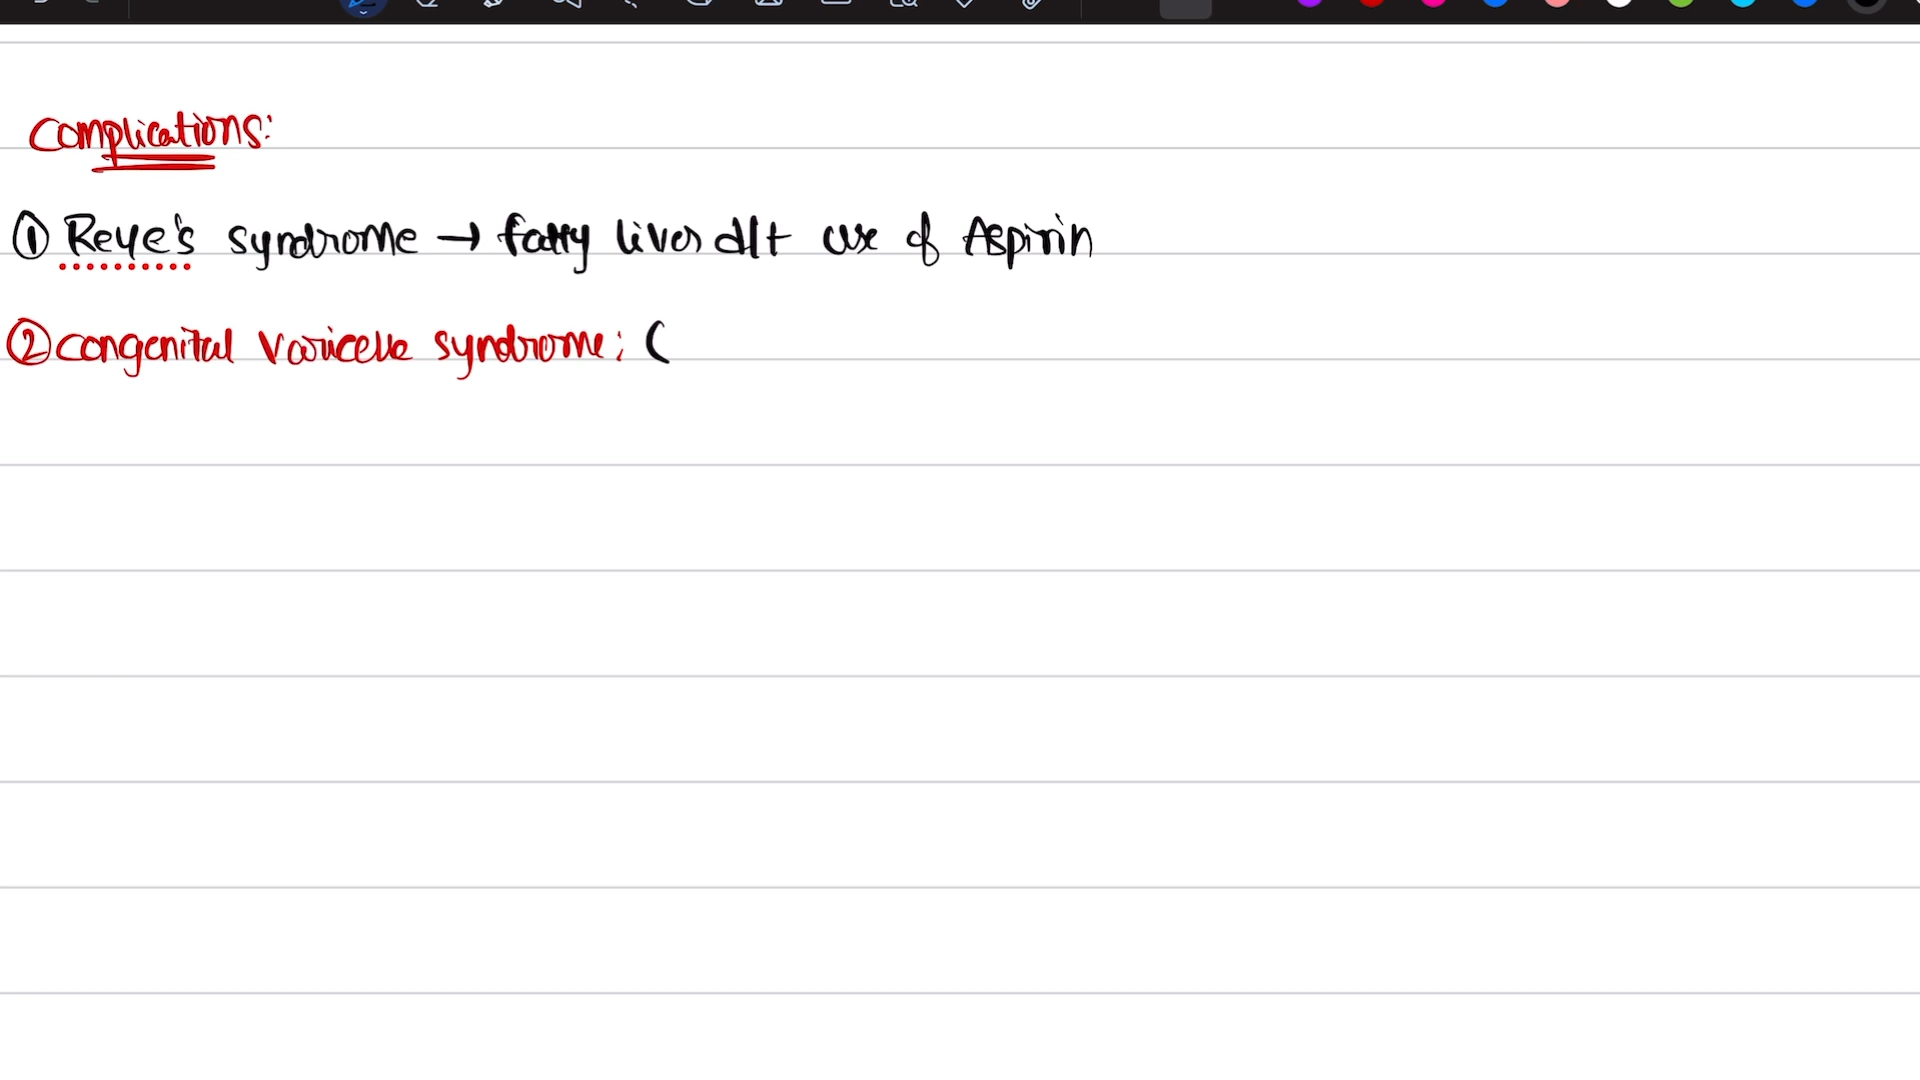 Complications:
① Reye's syndrome → fatty liver d/t use of Aspirin
② Congenital Varicella syndrome: (